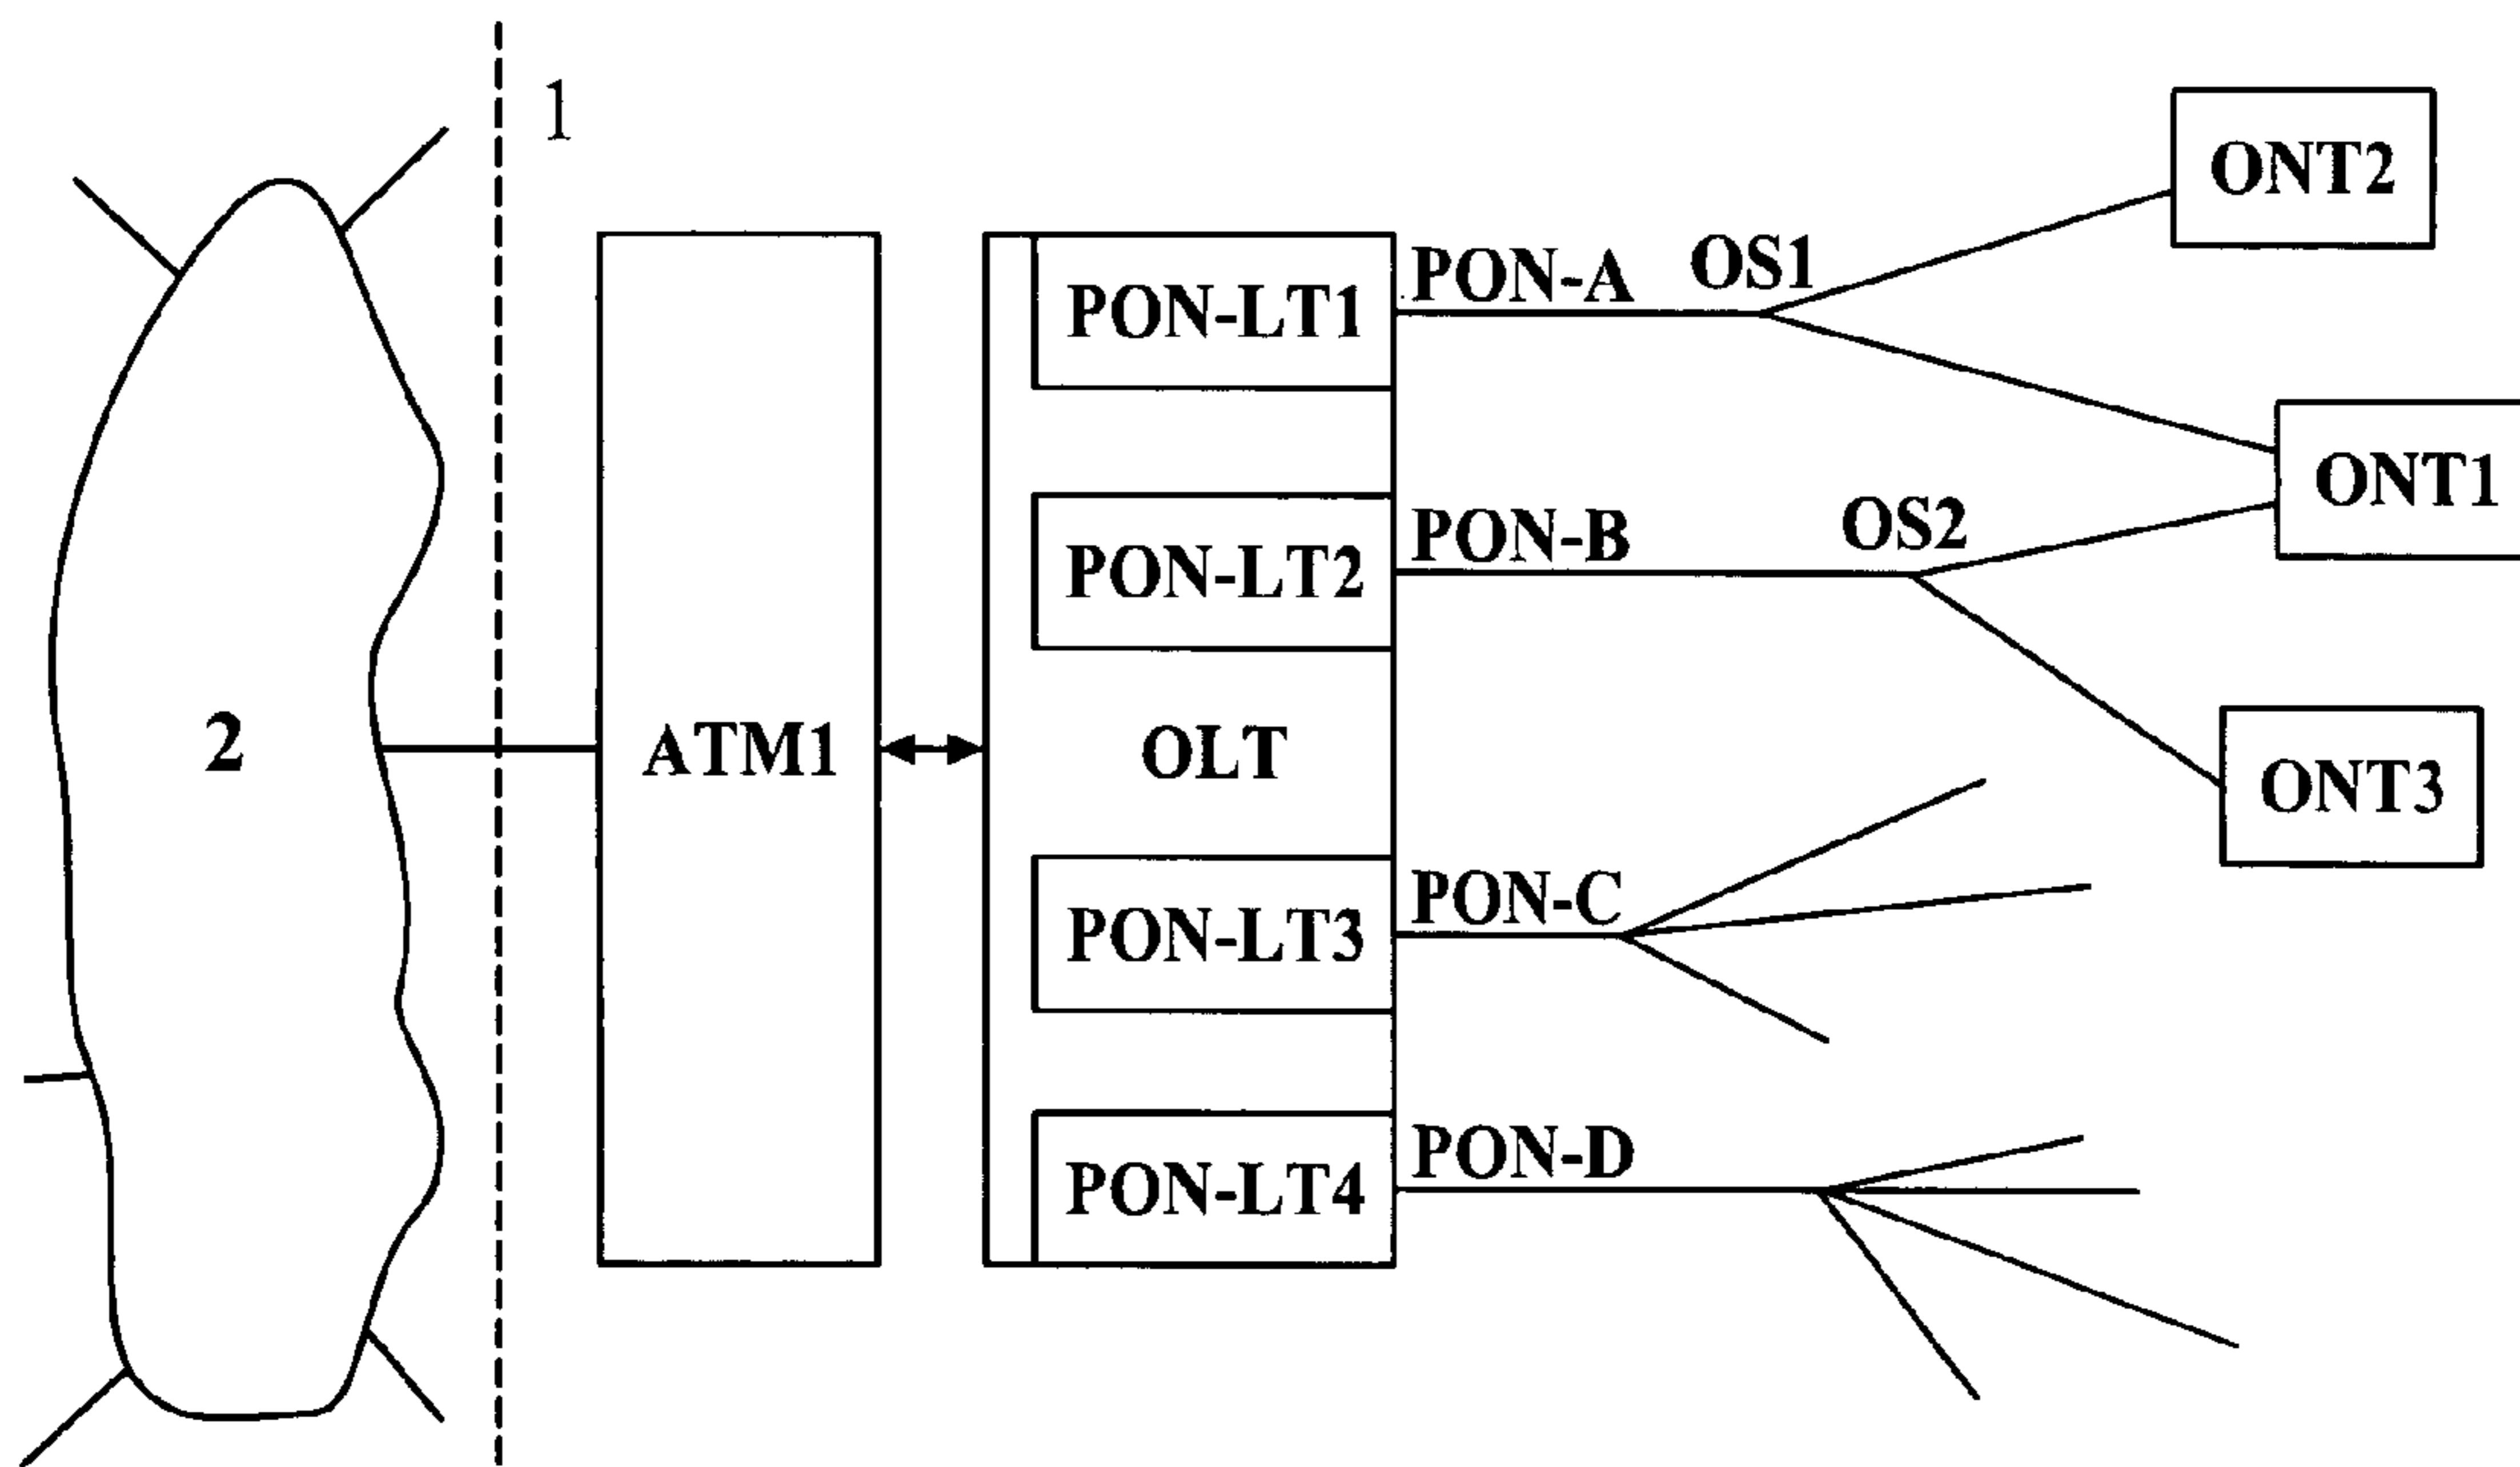 1
ONT2
PON-A
OS1
PON-LT1
ONT1
PON-B
OS2
PON-LT2
2
ATM1
OLT
ONT3
PON-C
PON-LT3
PON-D
PON-LT4